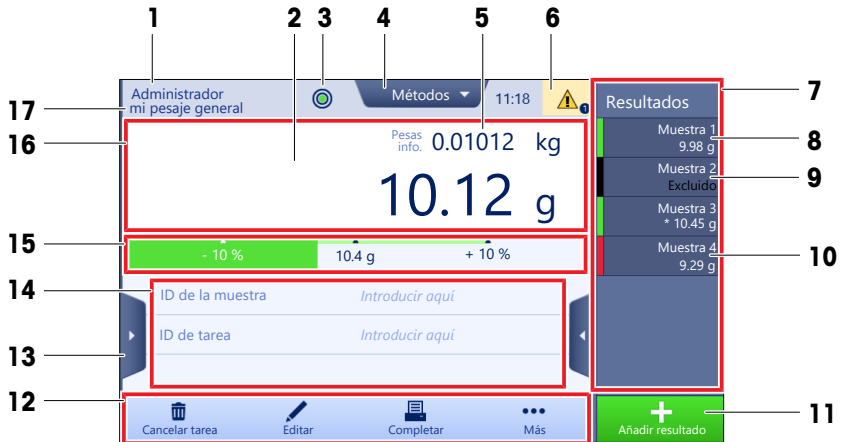 1
2
3
4
5
6
7
8
9
10
11
12
13
14
15
16
17
Administrador
mi pesaje general
Métodos
11:18
1
Pesas
info.
0.01012 kg
10.12 g
- 10 %
10.4 g
+ 10 %
ID de la muestra Introducir aquí
ID de tarea Introducir aquí
Cancelar tarea
Editar
Completar
Más
Resultados
Muestra 1
9.98 g
Muestra 2
Excluido
Muestra 3
* 10.45 g
Muestra 4
9.29 g
Añadir resultado